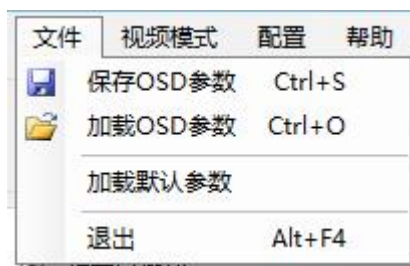 文件 视频模式 配置 帮助
保存OSD参数 Ctrl+S
加载OSD参数 Ctrl+O
加载默认参数
退出 Alt+F4